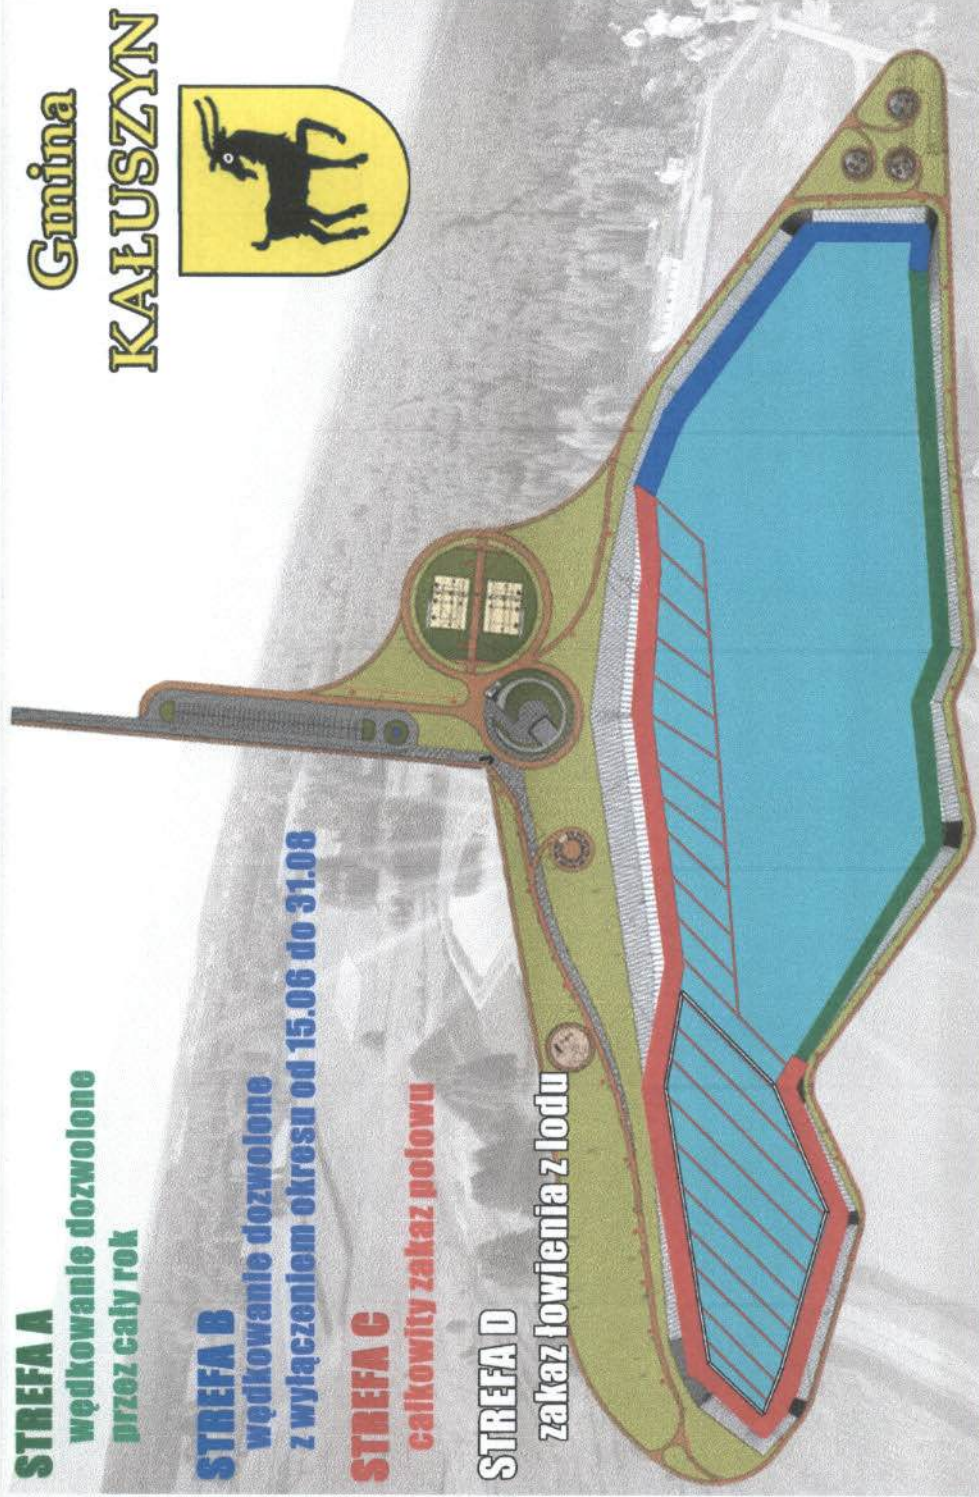 Gmina
KAŁUSZYN
STREFA A
wędkowanie dozwolone
przez cały rok
STREFA B
wędkowanie dozwolone
z wyłączeniem okresu od 15.06 do 31.08
STREFA C
całkowity zakaz połowu
STREFA D
zakaz łowienia z lodu